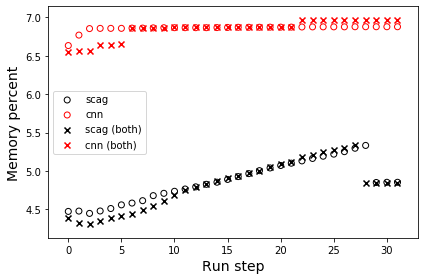 7.0
6.5
6.0
5.5
5.0
4.5
Memory percent
scag
cnn
scag (both)
cnn (both)
0 5 10 15 20 25 30
Run step